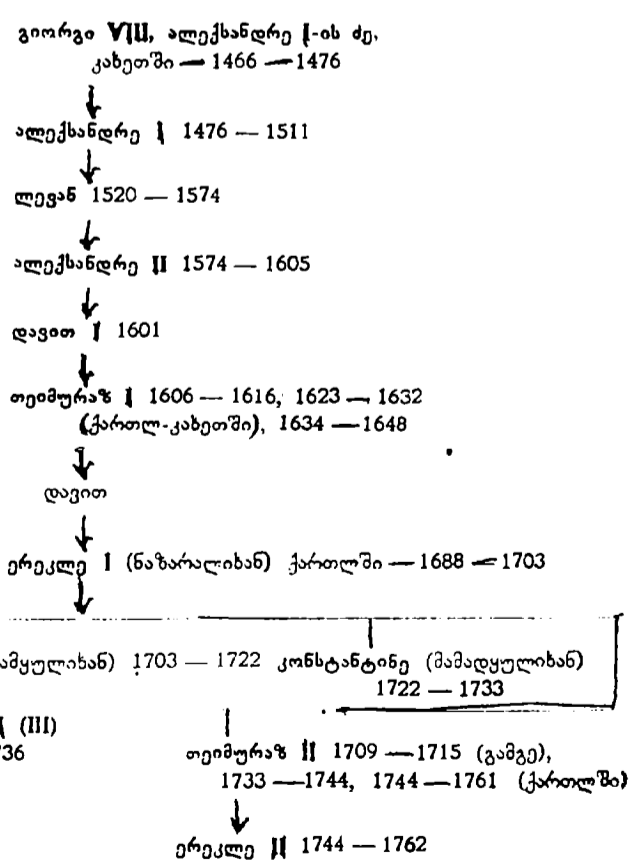 გიორგი VIII, ალექსანდრე I-ის ძე,
კახეთში — 1466 — 1476
ალექსანდრე I 1476 — 1511
ლევან 1520 — 1574
ალექსანდრე II 1574 — 1605
დავით I 1601
თეიმურაზ I 1606 — 1616, 1623 — 1632
(ქართლ-კახეთში), 1634 — 1648
დავით
ერეკლე I (ნაზარალიხან) ქართლში — 1688 — 1703
1703 — 1722 კონსტანტინე (მამადყულიხან)
1722 — 1733
(III)
თეიმურაზ II 1709 — 1715 (გამგე),
1733 — 1744, 1744 — 1761 (ქართლში)
ერეკლე II 1744 — 1762